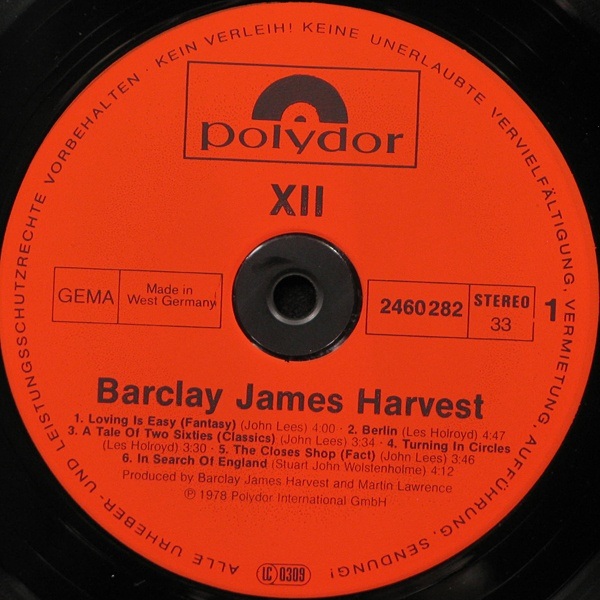 ALLE URHEBER- UND LEISTUNGSSCHUTZRECHTE VORBEHALTEN · KEIN VERLEIH! KEINE UNERLAUBTE VERVIELFÄLTIGUNG, VERMIETUNG, AUFFÜHRUNG, SENDUNG!
polydor
XII
GEMA
Made in
West Germany
2460 282
STEREO
33
1
Barclay James Harvest
1. Loving Is Easy (Fantasy) (John Lees) 4:00 · 2. Berlin (Les Holroyd) 4:47
3. A Tale Of Two Sixties (Classics) (John Lees) 3:34 · 4. Turning In Circles
(Les Holroyd) 3:30 · 5. The Closes Shop (Fact) (John Lees) 3:46
6. In Search Of England (Stuart John Wolstenholme) 4:12
Produced by Barclay James Harvest and Martin Lawrence
℗ 1978 Polydor International GmbH
LC 0309